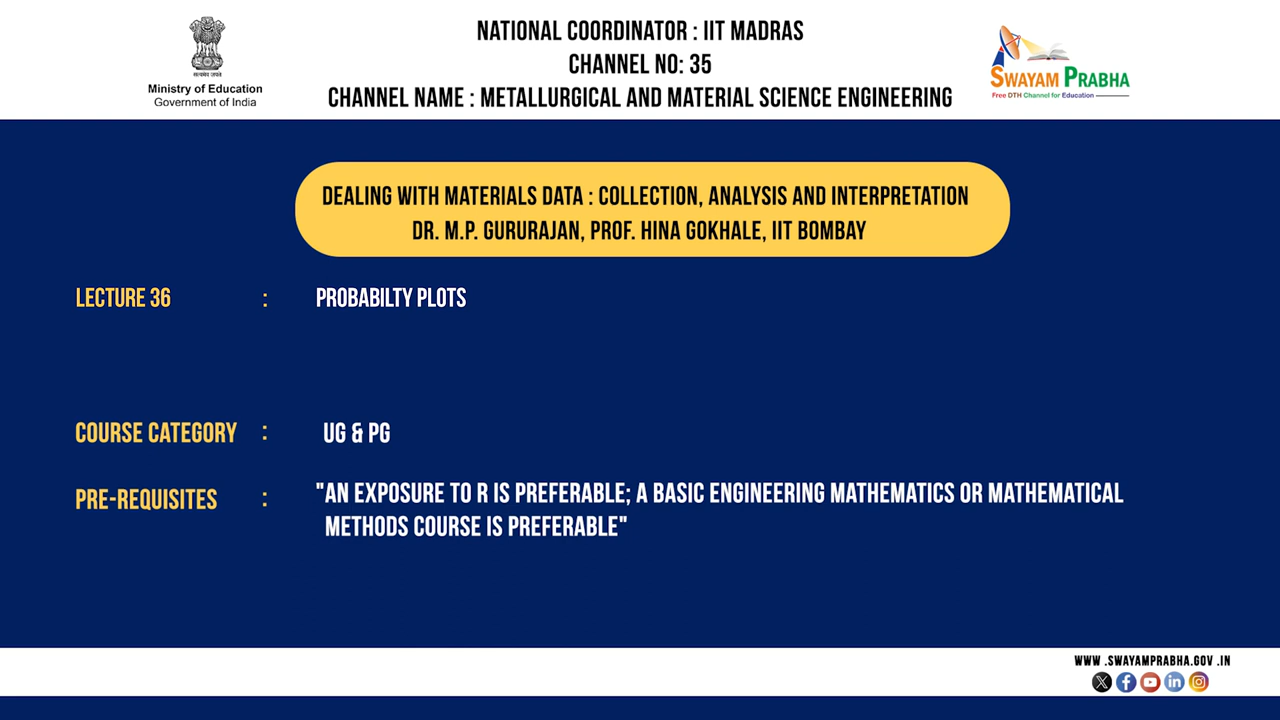 सत्यमेव जयते
Ministry of Education
Government of India
NATIONAL COORDINATOR : IIT MADRAS
CHANNEL NO: 35
CHANNEL NAME : METALLURGICAL AND MATERIAL SCIENCE ENGINEERING
SWAYAM PRABHA
Free DTH Channel for Education
DEALING WITH MATERIALS DATA : COLLECTION, ANALYSIS AND INTERPRETATION
DR. M.P. GURURAJAN, PROF. HINA GOKHALE, IIT BOMBAY
LECTURE 36 : PROBABILTY PLOTS
COURSE CATEGORY : UG & PG
PRE-REQUISITES : "AN EXPOSURE TO R IS PREFERABLE; A BASIC ENGINEERING MATHEMATICS OR MATHEMATICAL
METHODS COURSE IS PREFERABLE"
WWW .SWAYAMPRABHA.GOV .IN